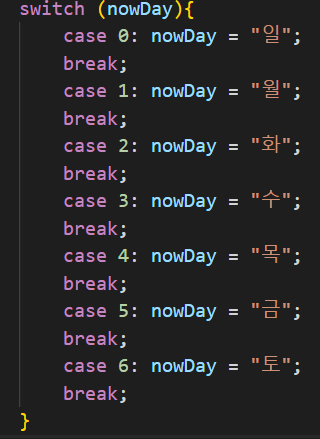 switch (nowDay){
case 0: nowDay = "일";
break;
case 1: nowDay = "월";
break;
case 2: nowDay = "화";
break;
case 3: nowDay = "수";
break;
case 4: nowDay = "목";
break;
case 5: nowDay = "금";
break;
case 6: nowDay = "토";
break;
}